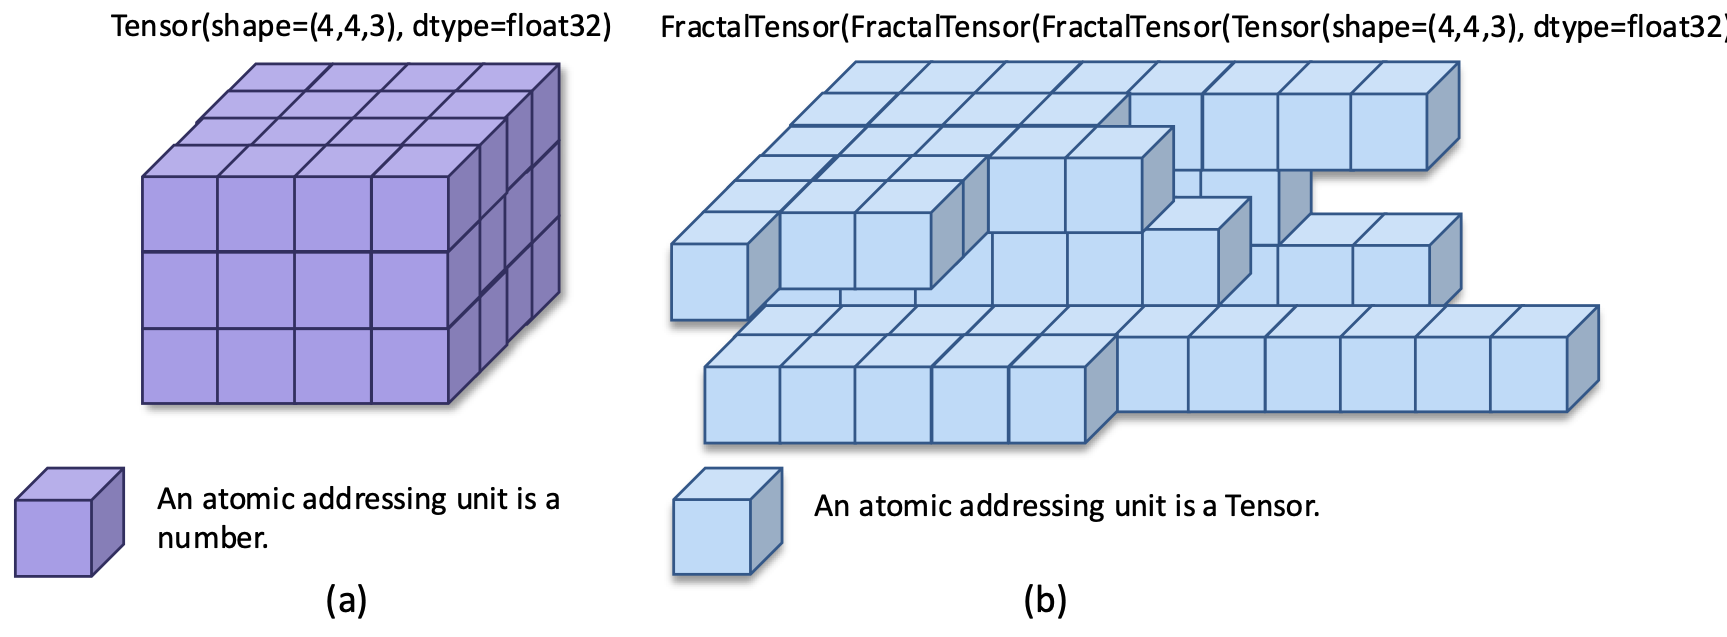 Tensor(shape=(4,4,3), dtype=float32)
FractalTensor(FractalTensor(FractalTensor(Tensor(shape=(4,4,3), dtype=float32)
An atomic addressing unit is a
number.
An atomic addressing unit is a Tensor.
(a)
(b)